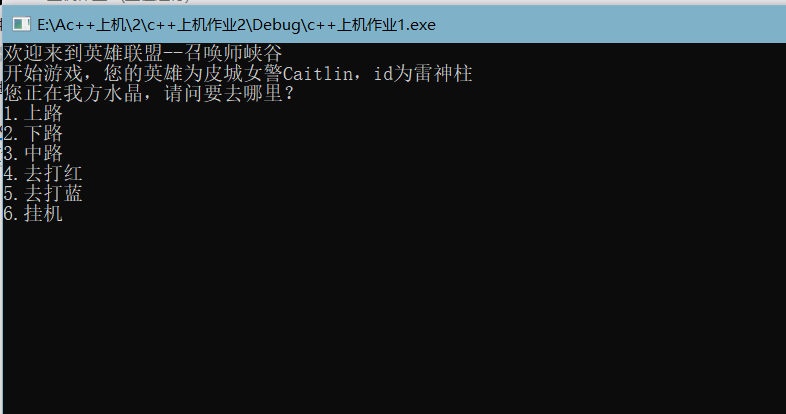 E:\Ac++上机\2\c++上机作业2\Debug\c++上机作业1.exe
欢迎来到英雄联盟--召唤师峡谷
开始游戏，您的英雄为皮城女警Caitlin，id为雷神柱
您正在我方水晶，请问要去哪里？
1.上路
2.下路
3.中路
4.去打红
5.去打蓝
6.挂机